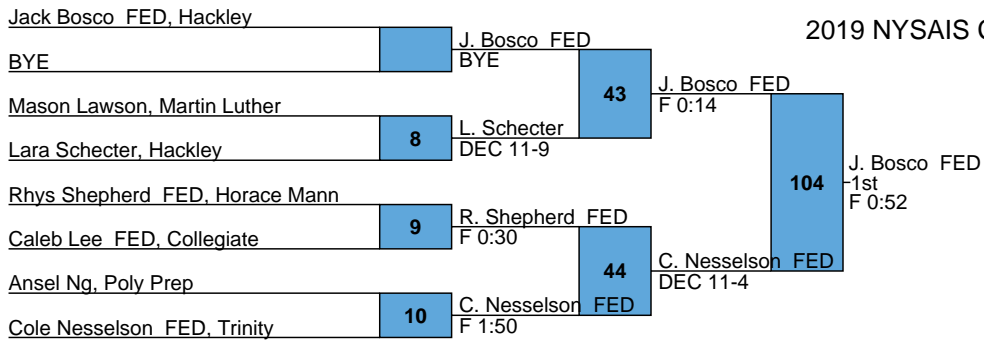 2019 NYSAIS
Jack Bosco FED, Hackley
BYE
J. Bosco FED
BYE
Mason Lawson, Martin Luther
8
Lara Schecter, Hackley
L. Schecter
DEC 11-9
43
J. Bosco FED
F 0:14
Rhys Shepherd FED, Horace Mann
9
Caleb Lee FED, Collegiate
R. Shepherd FED
F 0:30
Ansel Ng, Poly Prep
10
Cole Nesselson FED, Trinity
C. Nesselson FED
F 1:50
44
C. Nesselson FED
DEC 11-4
104
J. Bosco FED
1st
F 0:52